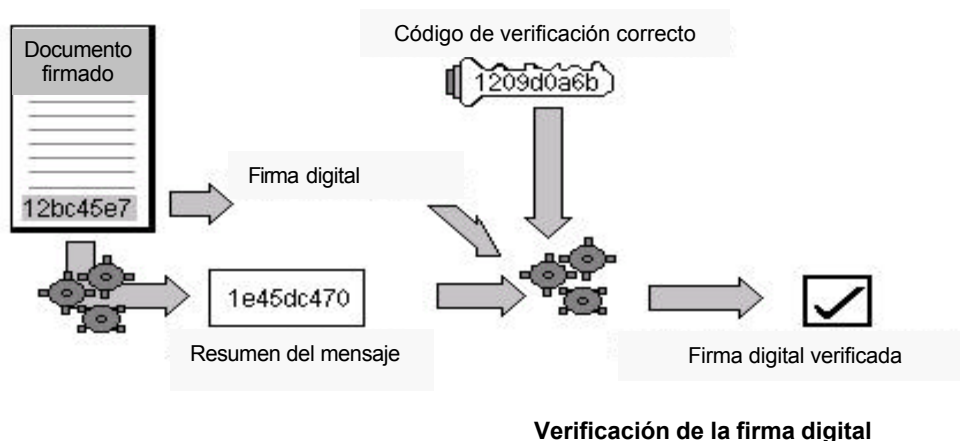 Documento
firmado
12bc45e7
Código de verificación correcto
1209d0a6b
Firma digital
1e45dc470
Resumen del mensaje
Firma digital verificada
Verificación de la firma digital